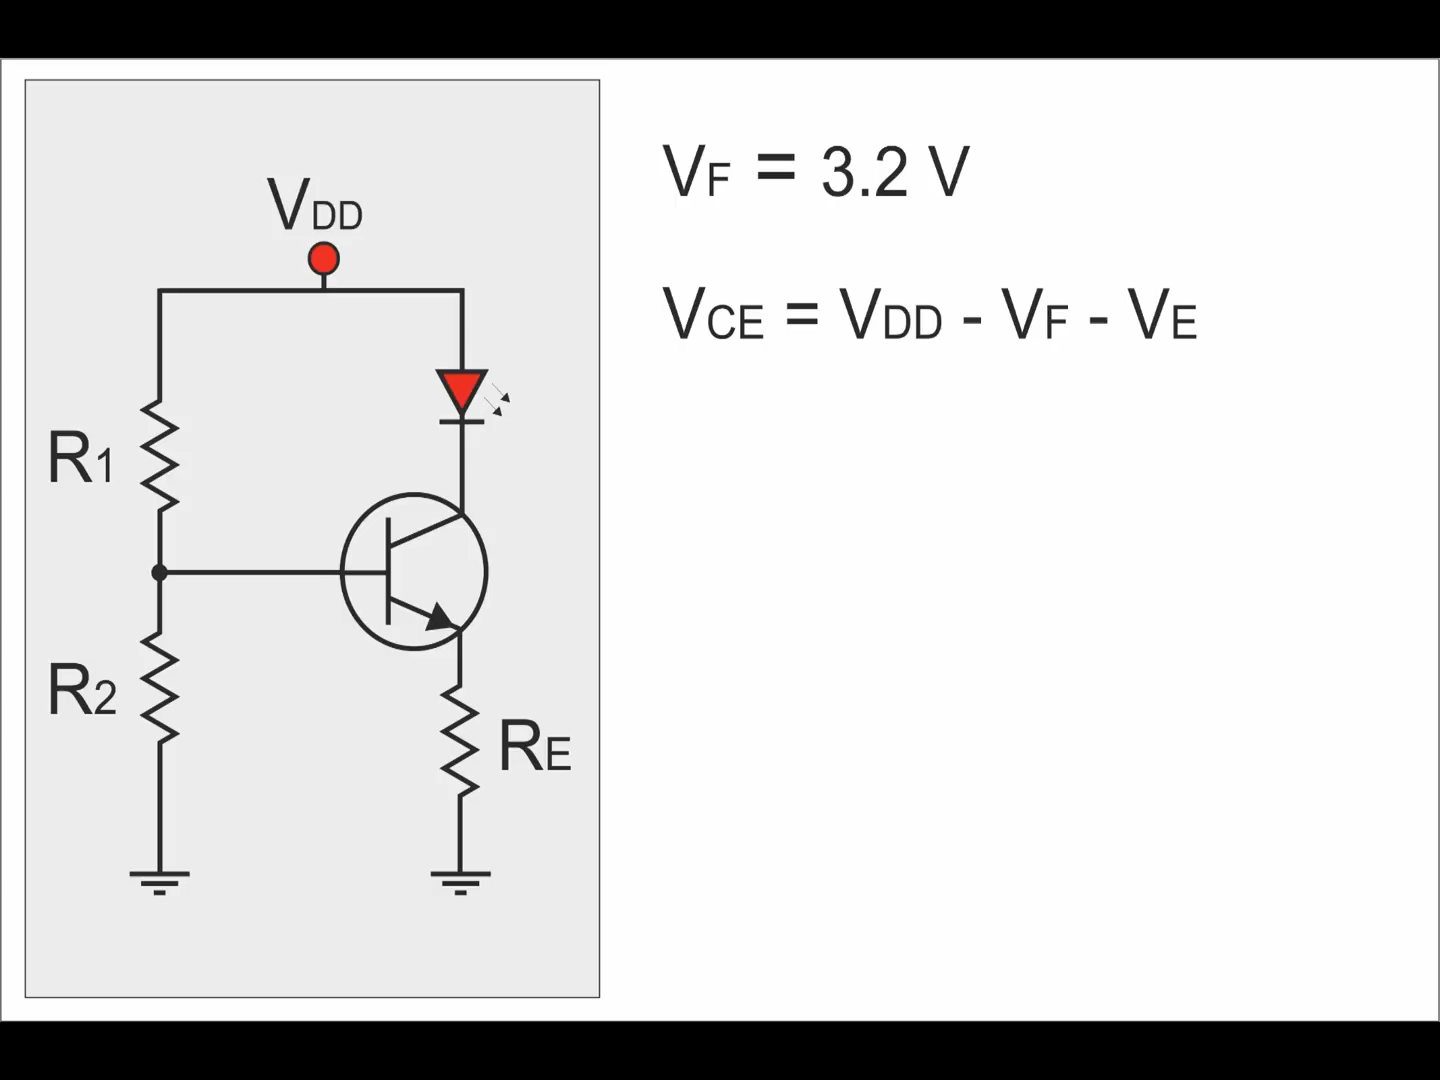 VDD
R1
R2
RE
VF = 3.2 V
VCE = VDD - VF - VE